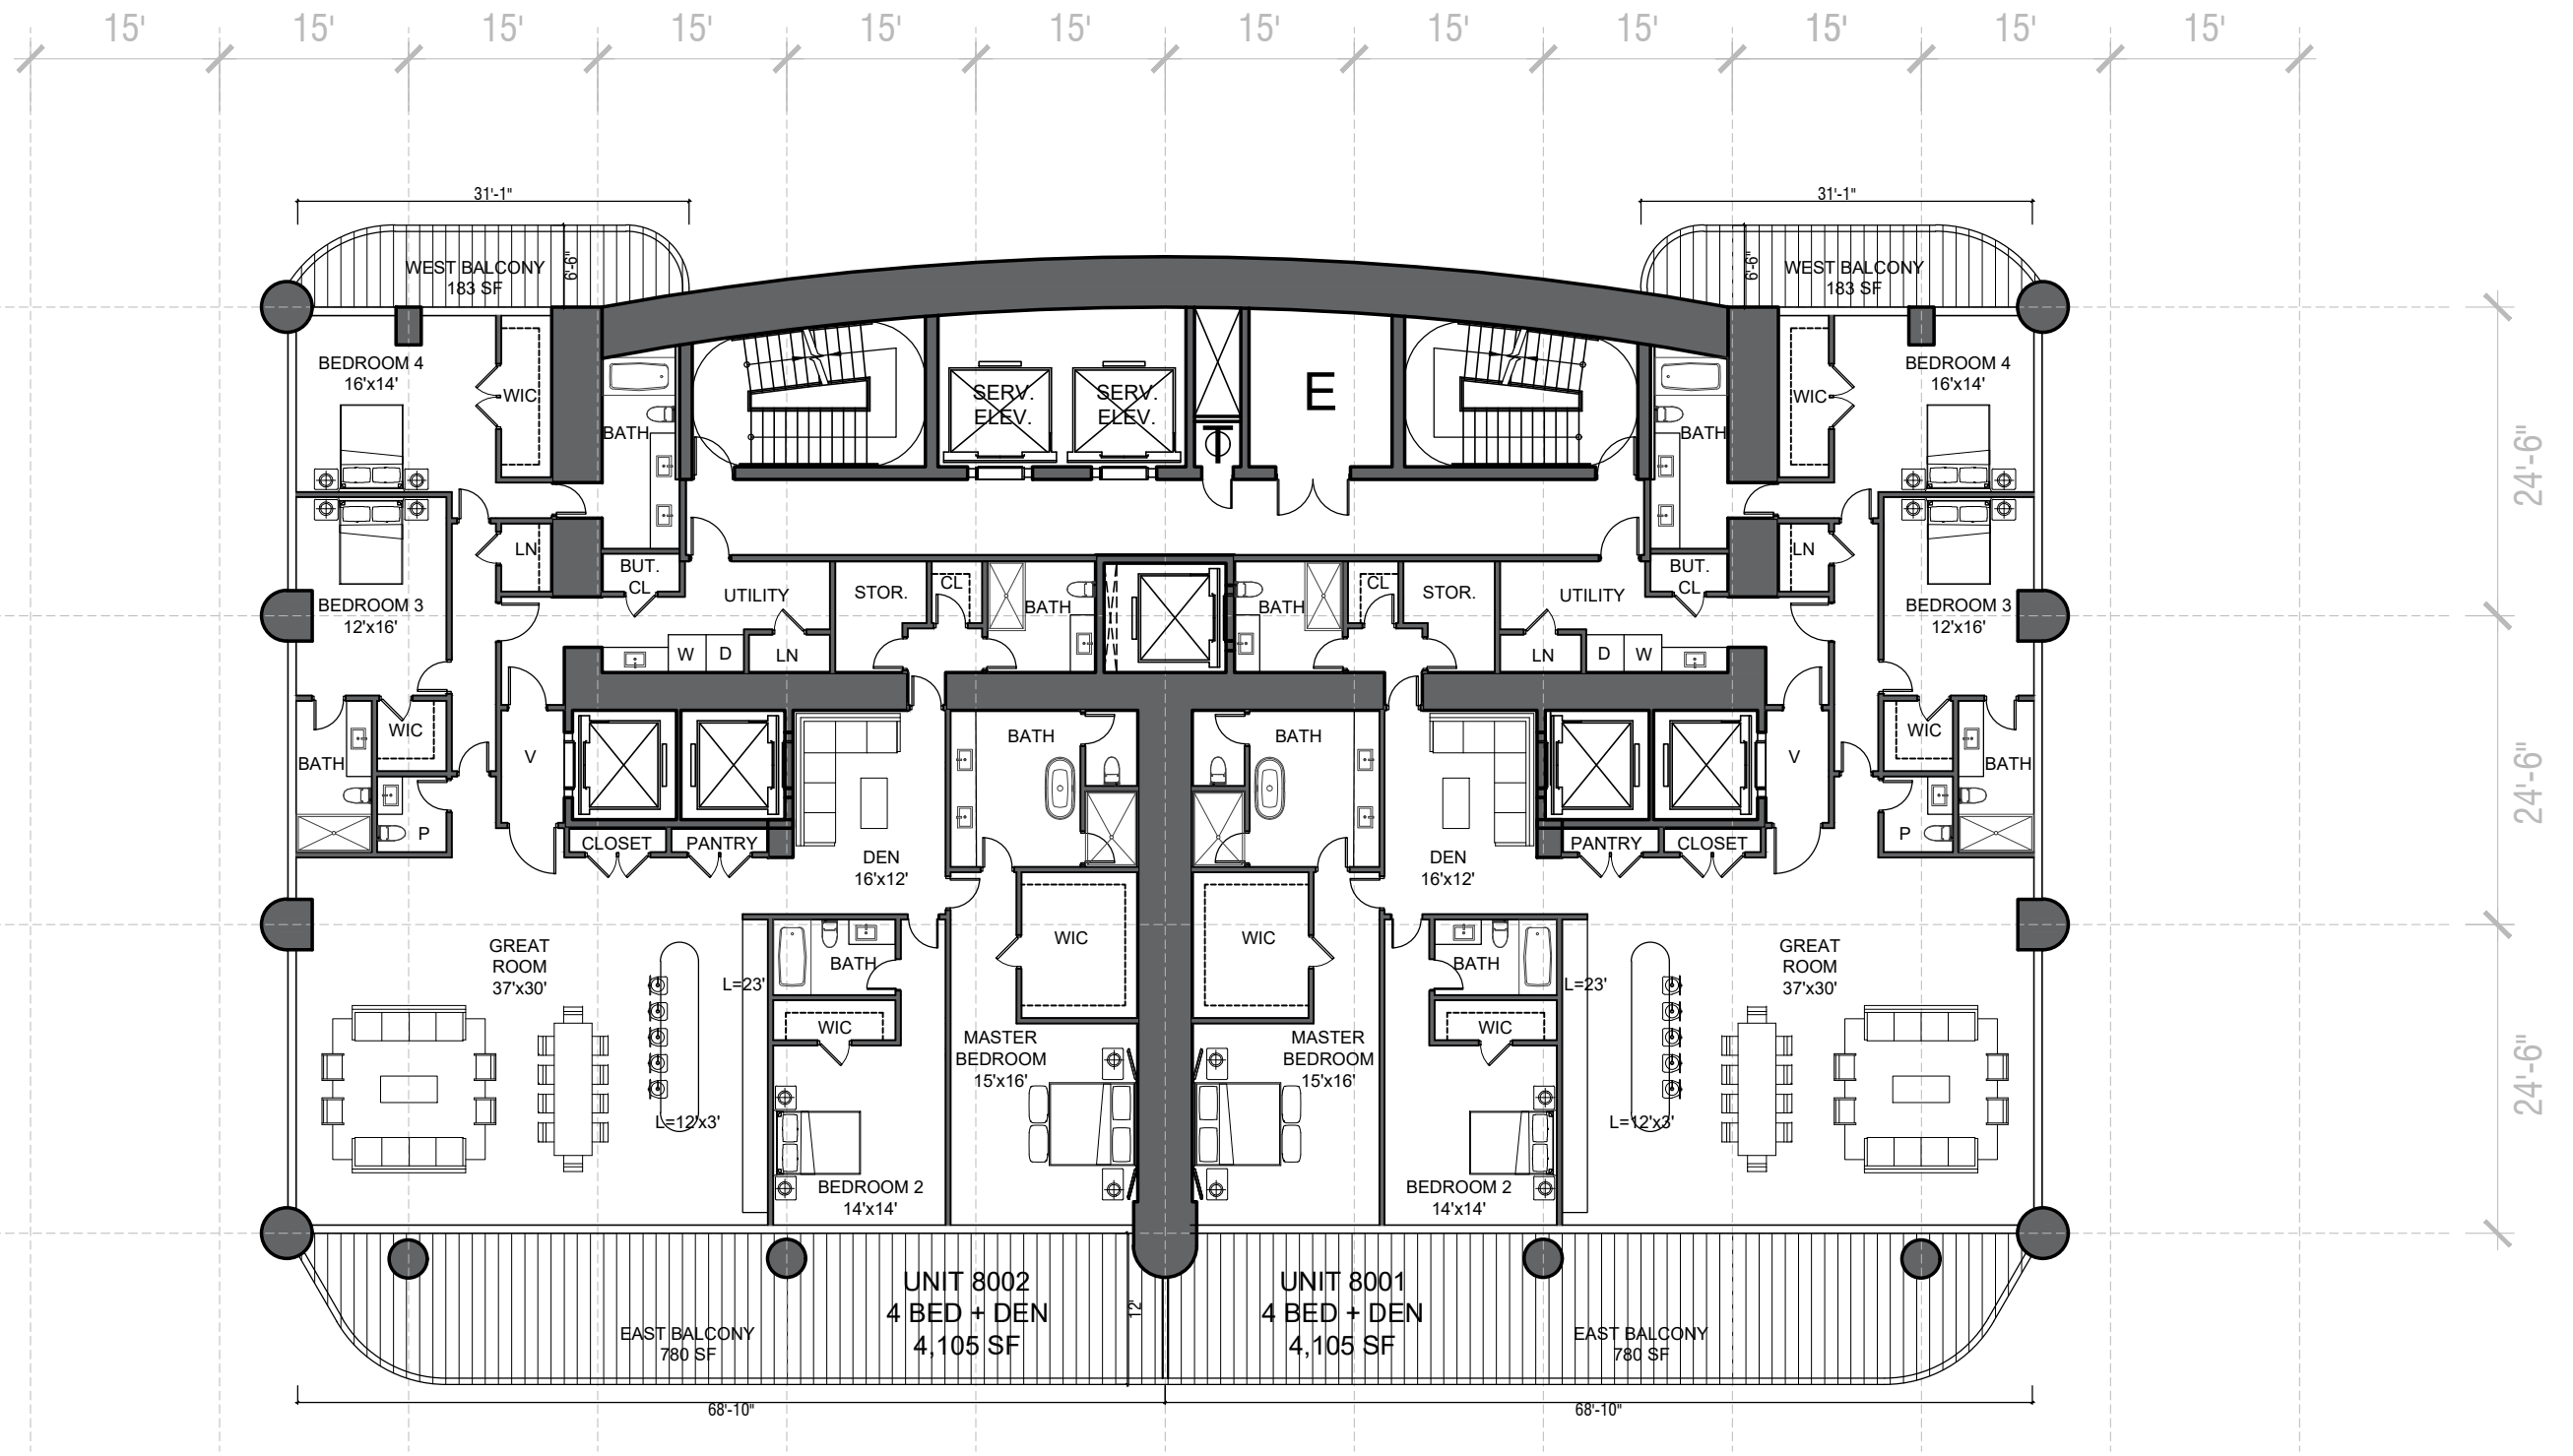 15' 15' 15' 15' 15' 15' 15' 15' 15' 15' 15' 15'
31'-1" 31'-1"
WEST BALCONY
183 SF
6'-6"
6'-6"
WEST BALCONY
183 SF
BEDROOM 4
16'x14'
WIC
BATH
SERV.
ELEV.
SERV.
ELEV.
T
E
BATH
WIC
BEDROOM 4
16'x14'
24'-6"
LN
BUT.
CL
UTILITY
STOR.
CL
BATH
BATH
CL
STOR.
UTILITY
BUT.
CL
LN
BEDROOM 3
12'x16'
W D LN
LN D W
BEDROOM 3
12'x16'
WIC
BATH
V
P
CLOSET
PANTRY
BATH
DEN
16'x12'
BATH
DEN
16'x12'
PANTRY
CLOSET
V
WIC
BATH
P
24'-6"
GREAT
ROOM
37'x30'
L=23'
BATH
WIC
WIC
WIC
BATH
WIC
L=23'
GREAT
ROOM
37'x30'
L=12'x3'
MASTER
BEDROOM
15'x16'
MASTER
BEDROOM
15'x16'
L=12'x3'
24'-6"
BEDROOM 2
14'x14'
BEDROOM 2
14'x14'
EAST BALCONY
780 SF
UNIT 8002
4 BED + DEN
4,105 SF
12'
UNIT 8001
4 BED + DEN
4,105 SF
EAST BALCONY
780 SF
68'-10" 68'-10"